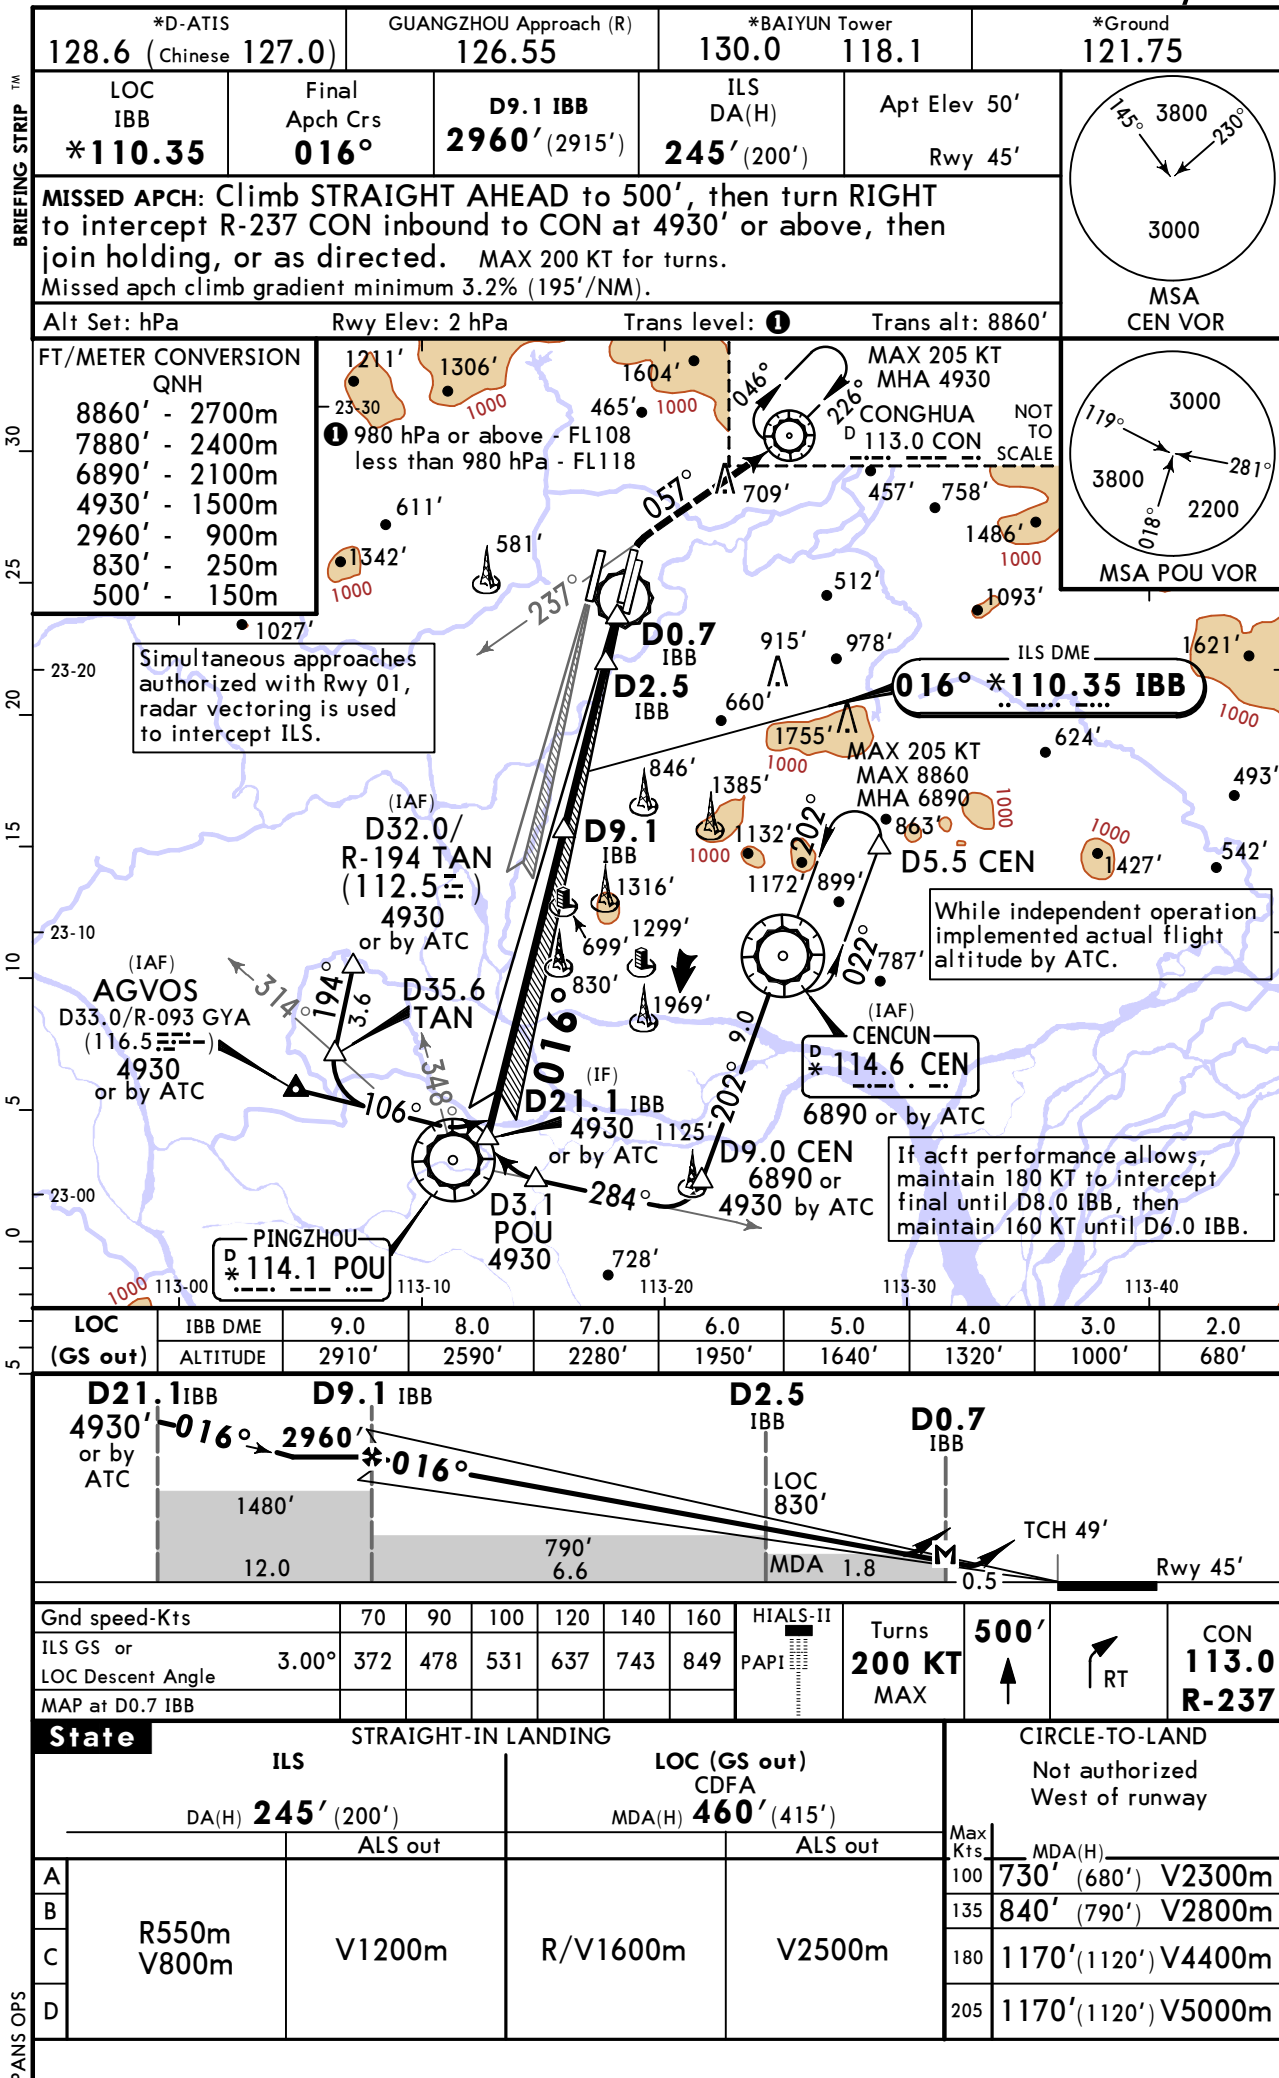 *D-ATIS
128.6 (Chinese 127.0)
GUANGZHOU Approach (R)
126.55
*BAIYUN Tower
130.0 118.1
*Ground
121.75
BRIEFING STRIP TM
LOC
IBB
*110.35
Final
Apch Crs
016°
D9.1 IBB
2960' (2915')
ILS
DA(H)
245' (200')
Apt Elev 50'
Rwy 45'
MISSED APCH: Climb STRAIGHT AHEAD to 500', then turn RIGHT
to intercept R-237 CON inbound to CON at 4930' or above, then
join holding, or as directed. MAX 200 KT for turns.
Missed apch climb gradient minimum 3.2% (195'/NM).
Alt Set: hPa Rwy Elev: 2 hPa Trans level: 1 Trans alt: 8860'
145°
3800
230°
3000
MSA
CEN VOR
119°
3000
281°
3800
2200
018°
MSA POU VOR
FT/METER CONVERSION
QNH
8860' - 2700m
7880' - 2400m
6890' - 2100m
4930' - 1500m
2960' - 900m
830' - 250m
500' - 150m
1211'
1306'
1604'
465'
1000
1000
23-30
1 980 hPa or above - FL108
less than 980 hPa - FL118
046°
226°
MAX 205 KT
MHA 4930
CONGHUA
D 113.0 CON
NOT
TO
SCALE
057°
709'
457'
758'
1486'
1000
611'
1342'
1000
581'
237°
512'
1093'
1027'
D0.7
IBB
D2.5
IBB
915'
978'
660'
1621'
1000
Simultaneous approaches
authorized with Rwy 01,
radar vectoring is used
to intercept ILS.
23-20
ILS DME
016° *110.35 IBB
1755'
1000
624'
493'
MAX 205 KT
MAX 8860
MHA 6890
846'
1385'
1000
1132'
202°
863'
1000
1000
1427'
542'
D5.5 CEN
(IAF)
D32.0/
R-194 TAN
(112.5 )
4930
or by ATC
D9.1
IBB
1316'
1172'
899'
While independent operation
implemented actual flight
altitude by ATC.
23-10
699'
1299'
830'
1969'
022°
787'
(IAF)
AGVOS
D33.0/R-093 GYA
(116.5 )
4930
or by ATC
314°
194°
3.6
D35.6
TAN
348°
106°
016°
(IF)
D21.1 IBB
4930
or by ATC
9.0
202°
(IAF)
CENCUN
D
* 114.6 CEN
6890 or by ATC
1125'
D9.0 CEN
6890 or
4930 by ATC
284°
D3.1
POU
4930
If acft performance allows,
maintain 180 KT to intercept
final until D8.0 IBB, then
maintain 160 KT until D6.0 IBB.
23-00
PINGZHOU
D
* 114.1 POU
728'
1000
113-00 113-10 113-20 113-30 113-40
30
25
20
15
10
5
0
5
LOC
(GS out)
IBB DME 9.0 8.0 7.0 6.0 5.0 4.0 3.0 2.0
ALTITUDE 2910' 2590' 2280' 1950' 1640' 1320' 1000' 680'
D21.1 IBB
4930'
or by
ATC
016°
D9.1 IBB
2960'
016°
D2.5
IBB
LOC
830'
D0.7
IBB
M
TCH 49'
Rwy 45'
1480'
12.0
790'
6.6
MDA
1.8
0.5
Gnd speed-Kts 70 90 100 120 140 160
ILS GS or
LOC Descent Angle 3.00° 372 478 531 637 743 849
MAP at D0.7 IBB
HIALS-II
PAPI
Turns
200 KT
MAX
500'
RT
CON
113.0
R-237
State
STRAIGHT-IN LANDING
ILS
DA(H) 245' (200')
ALS out
LOC (GS out)
CDFA
MDA(H) 460' (415')
ALS out
CIRCLE-TO-LAND
Not authorized
West of runway
Max
Kts
MDA(H)
A
B
C
D
R550m
V800m
V1200m
R/V1600m
V2500m
100 730' (680') V2300m
135 840' (790') V2800m
180 1170' (1120') V4400m
205 1170' (1120') V5000m
PANS OPS